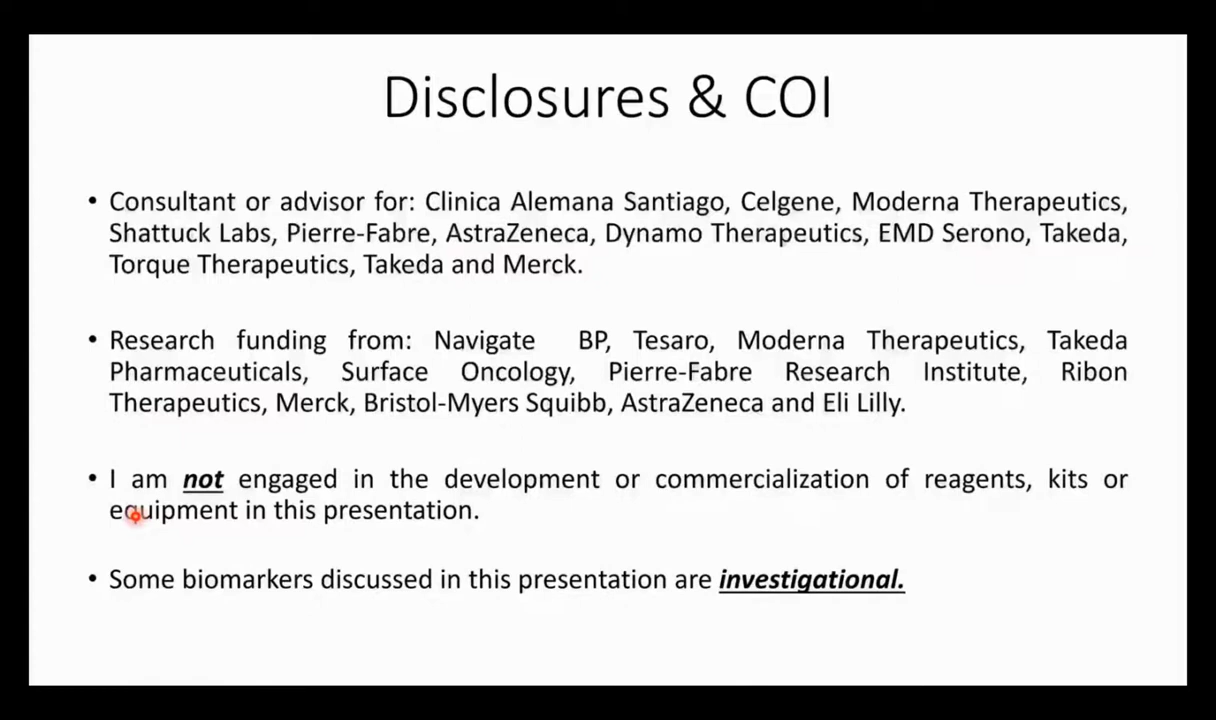 Disclosures & COI
• Consultant or advisor for: Clinica Alemana Santiago, Celgene, Moderna Therapeutics,
Shattuck Labs, Pierre-Fabre, AstraZeneca, Dynamo Therapeutics, EMD Serono, Takeda,
Torque Therapeutics, Takeda and Merck.
• Research funding from: Navigate BP, Tesaro, Moderna Therapeutics, Takeda
Pharmaceuticals, Surface Oncology, Pierre-Fabre Research Institute, Ribon
Therapeutics, Merck, Bristol-Myers Squibb, AstraZeneca and Eli Lilly.
• I am not engaged in the development or commercialization of reagents, kits or
equipment in this presentation.
• Some biomarkers discussed in this presentation are investigational.